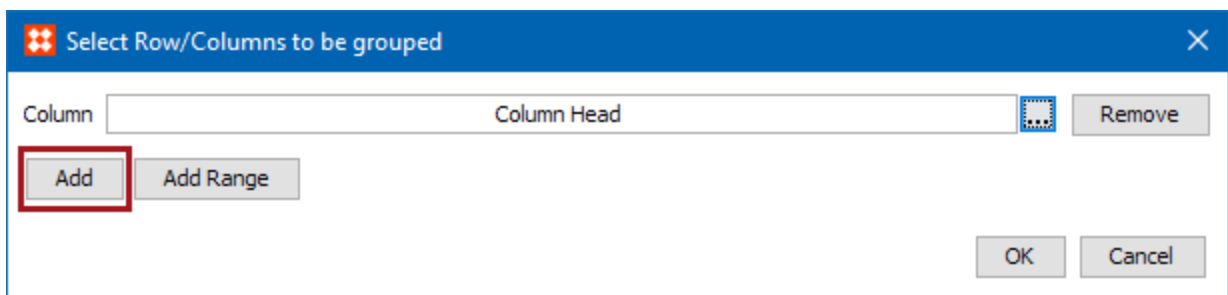 Select Row/Columns to be grouped
Column Column Head ... Remove
Add Add Range
OK Cancel